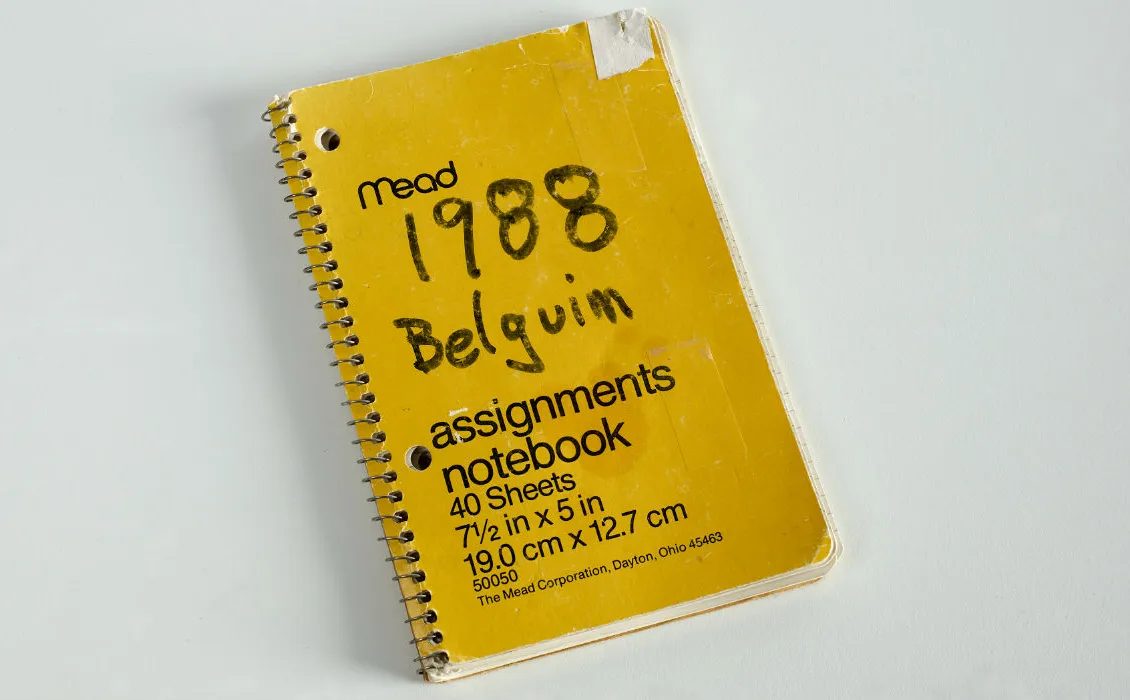 mead
1988
Belguim
assignments
notebook
40 Sheets
7½ in x 5 in
19.0 cm x 12.7 cm
50050
The Mead Corporation, Dayton, Ohio 45463